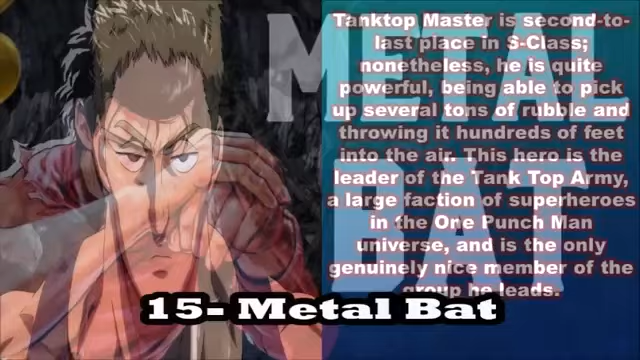 METAL
BAT
Tanktop Master is second-to-
last place in S-Class;
nonetheless, he is quite
powerful, being able to pick
up several tons of rubble and
throwing it hundreds of feet
into the air. This hero is the
leader of the Tank Top Army,
a large faction of superheroes
in the One Punch Man
universe, and is the only
genuinely nice member of the
group he leads.
15- Metal Bat